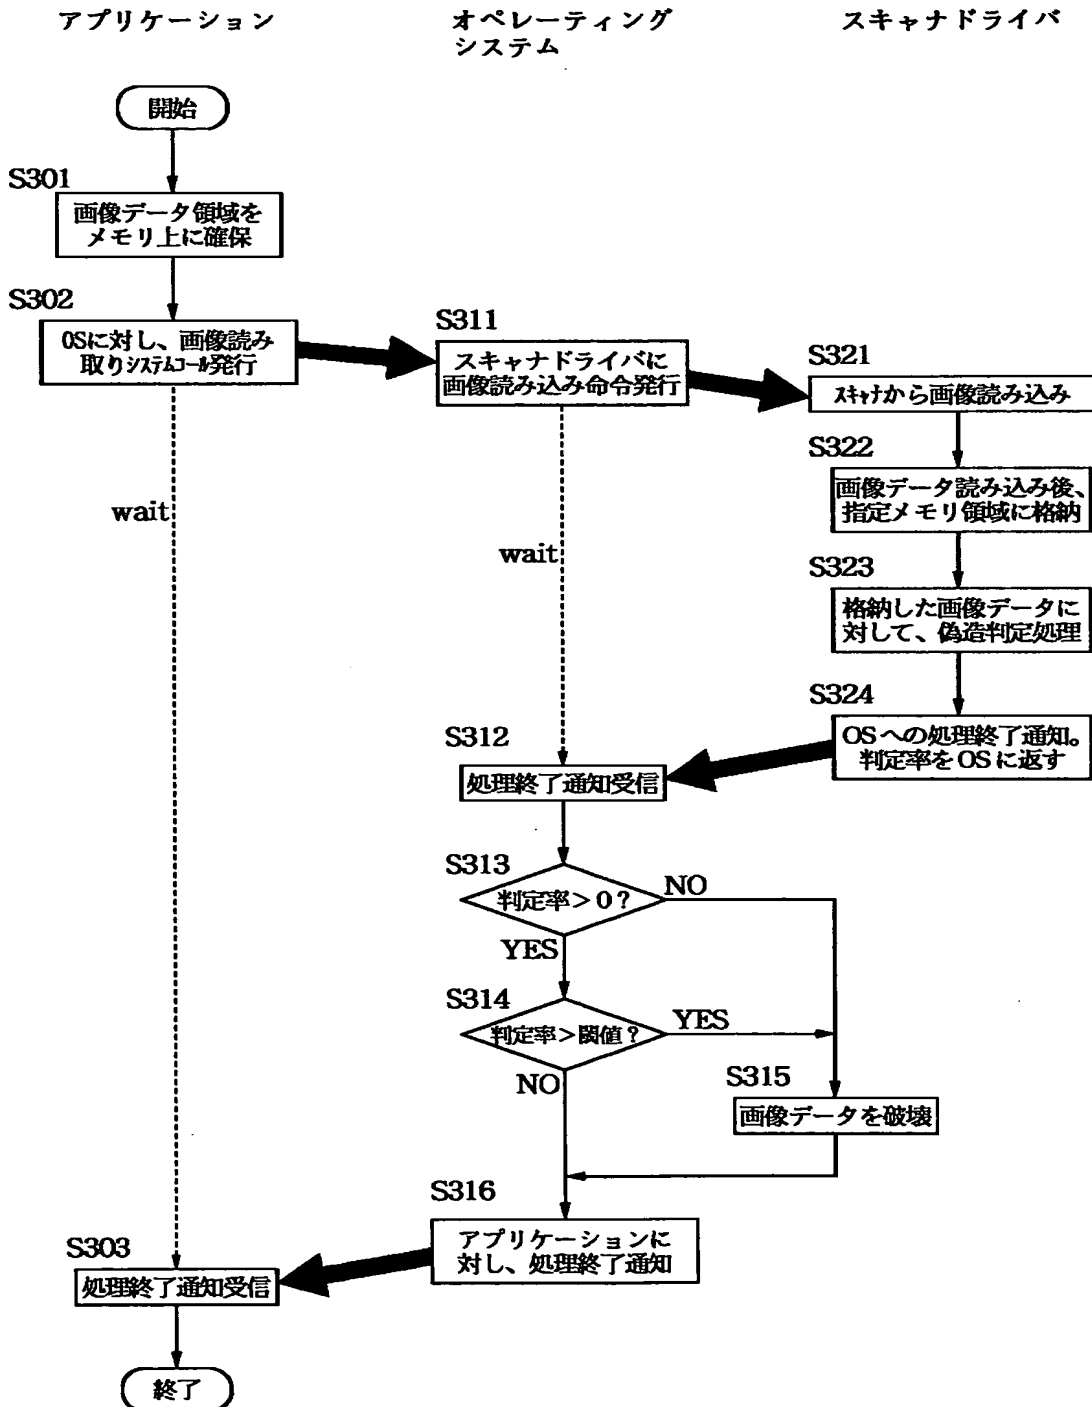 アプリケーション
オペレーティング
システム
スキャナドライバ
開始
S301
画像データ領域を
メモリ上に確保
S302
OSに対し、画像読み
取りシステムコール発行
S311
スキャナドライバに
画像読み込み命令発行
S321
スキャナから画像読み込み
S322
画像データ読み込み後、
指定メモリ領域に格納
wait
wait
S323
格納した画像データに
対して、偽造判定処理
S324
OSへの処理終了通知。
判定率をOSに返す
S312
処理終了通知受信
S313
判定率>0?
NO
YES
S314
判定率>閾値?
YES
NO
S315
画像データを破壊
S316
アプリケーションに
対し、処理終了通知
S303
処理終了通知受信
終了